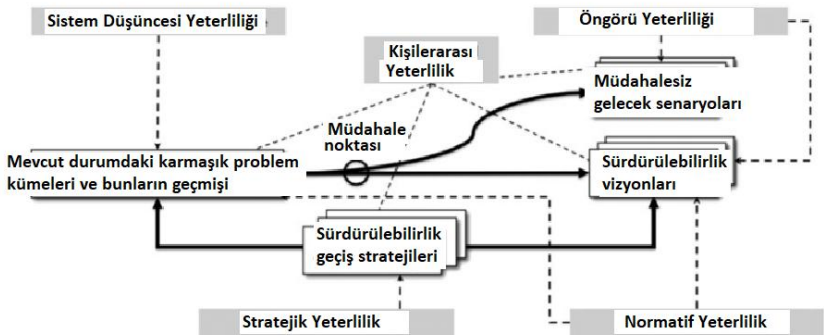 Sistem Düşüncesi Yeterliliği
Öngörü Yeterliliği
Kişilerarası
Yeterlilik
Müdahalesiz
gelecek senaryoları
Müdahale
noktası
Mevcut durumdaki karmaşık problem
kümeleri ve bunların geçmişi
Sürdürülebilirlik
vizyonları
Sürdürülebilirlik
geçiş stratejileri
Stratejik Yeterlilik
Normatif Yeterlilik